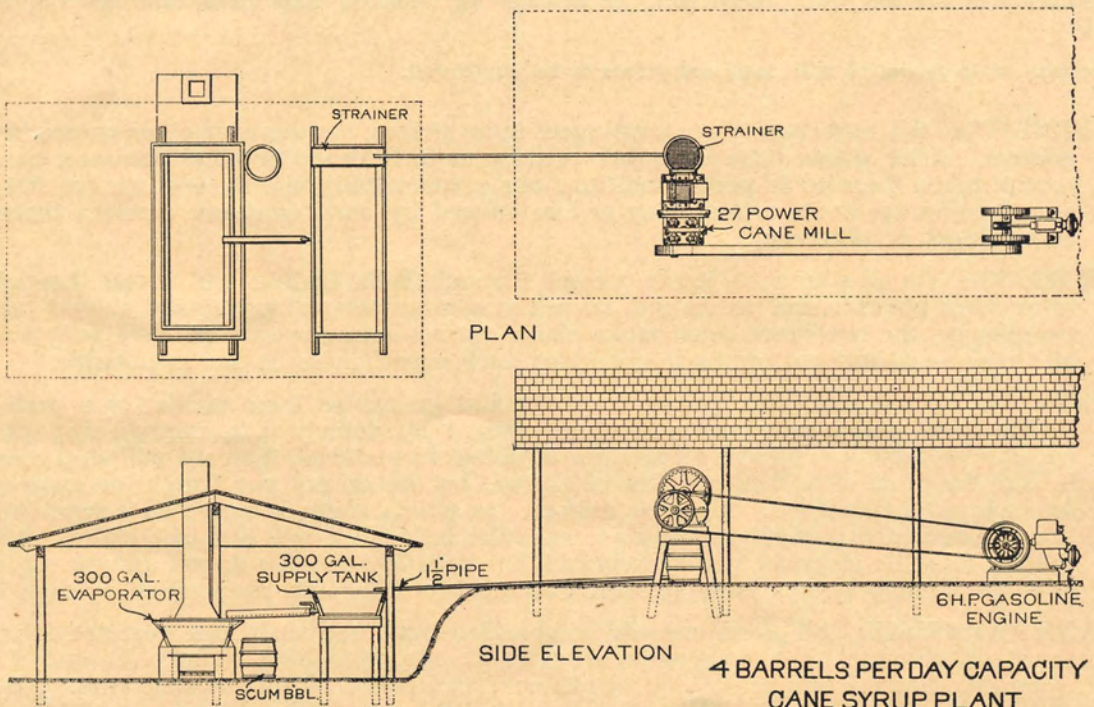 STRAINER
STRAINER
27 POWER
CANE MILL
PLAN
300 GAL.
EVAPORATOR
300 GAL.
SUPPLY TANK
1½" PIPE
6 H.P. GASOLINE
ENGINE
SCUM BBL.
SIDE ELEVATION
4 BARRELS PER DAY CAPACITY
CANE SYRUP PLANT